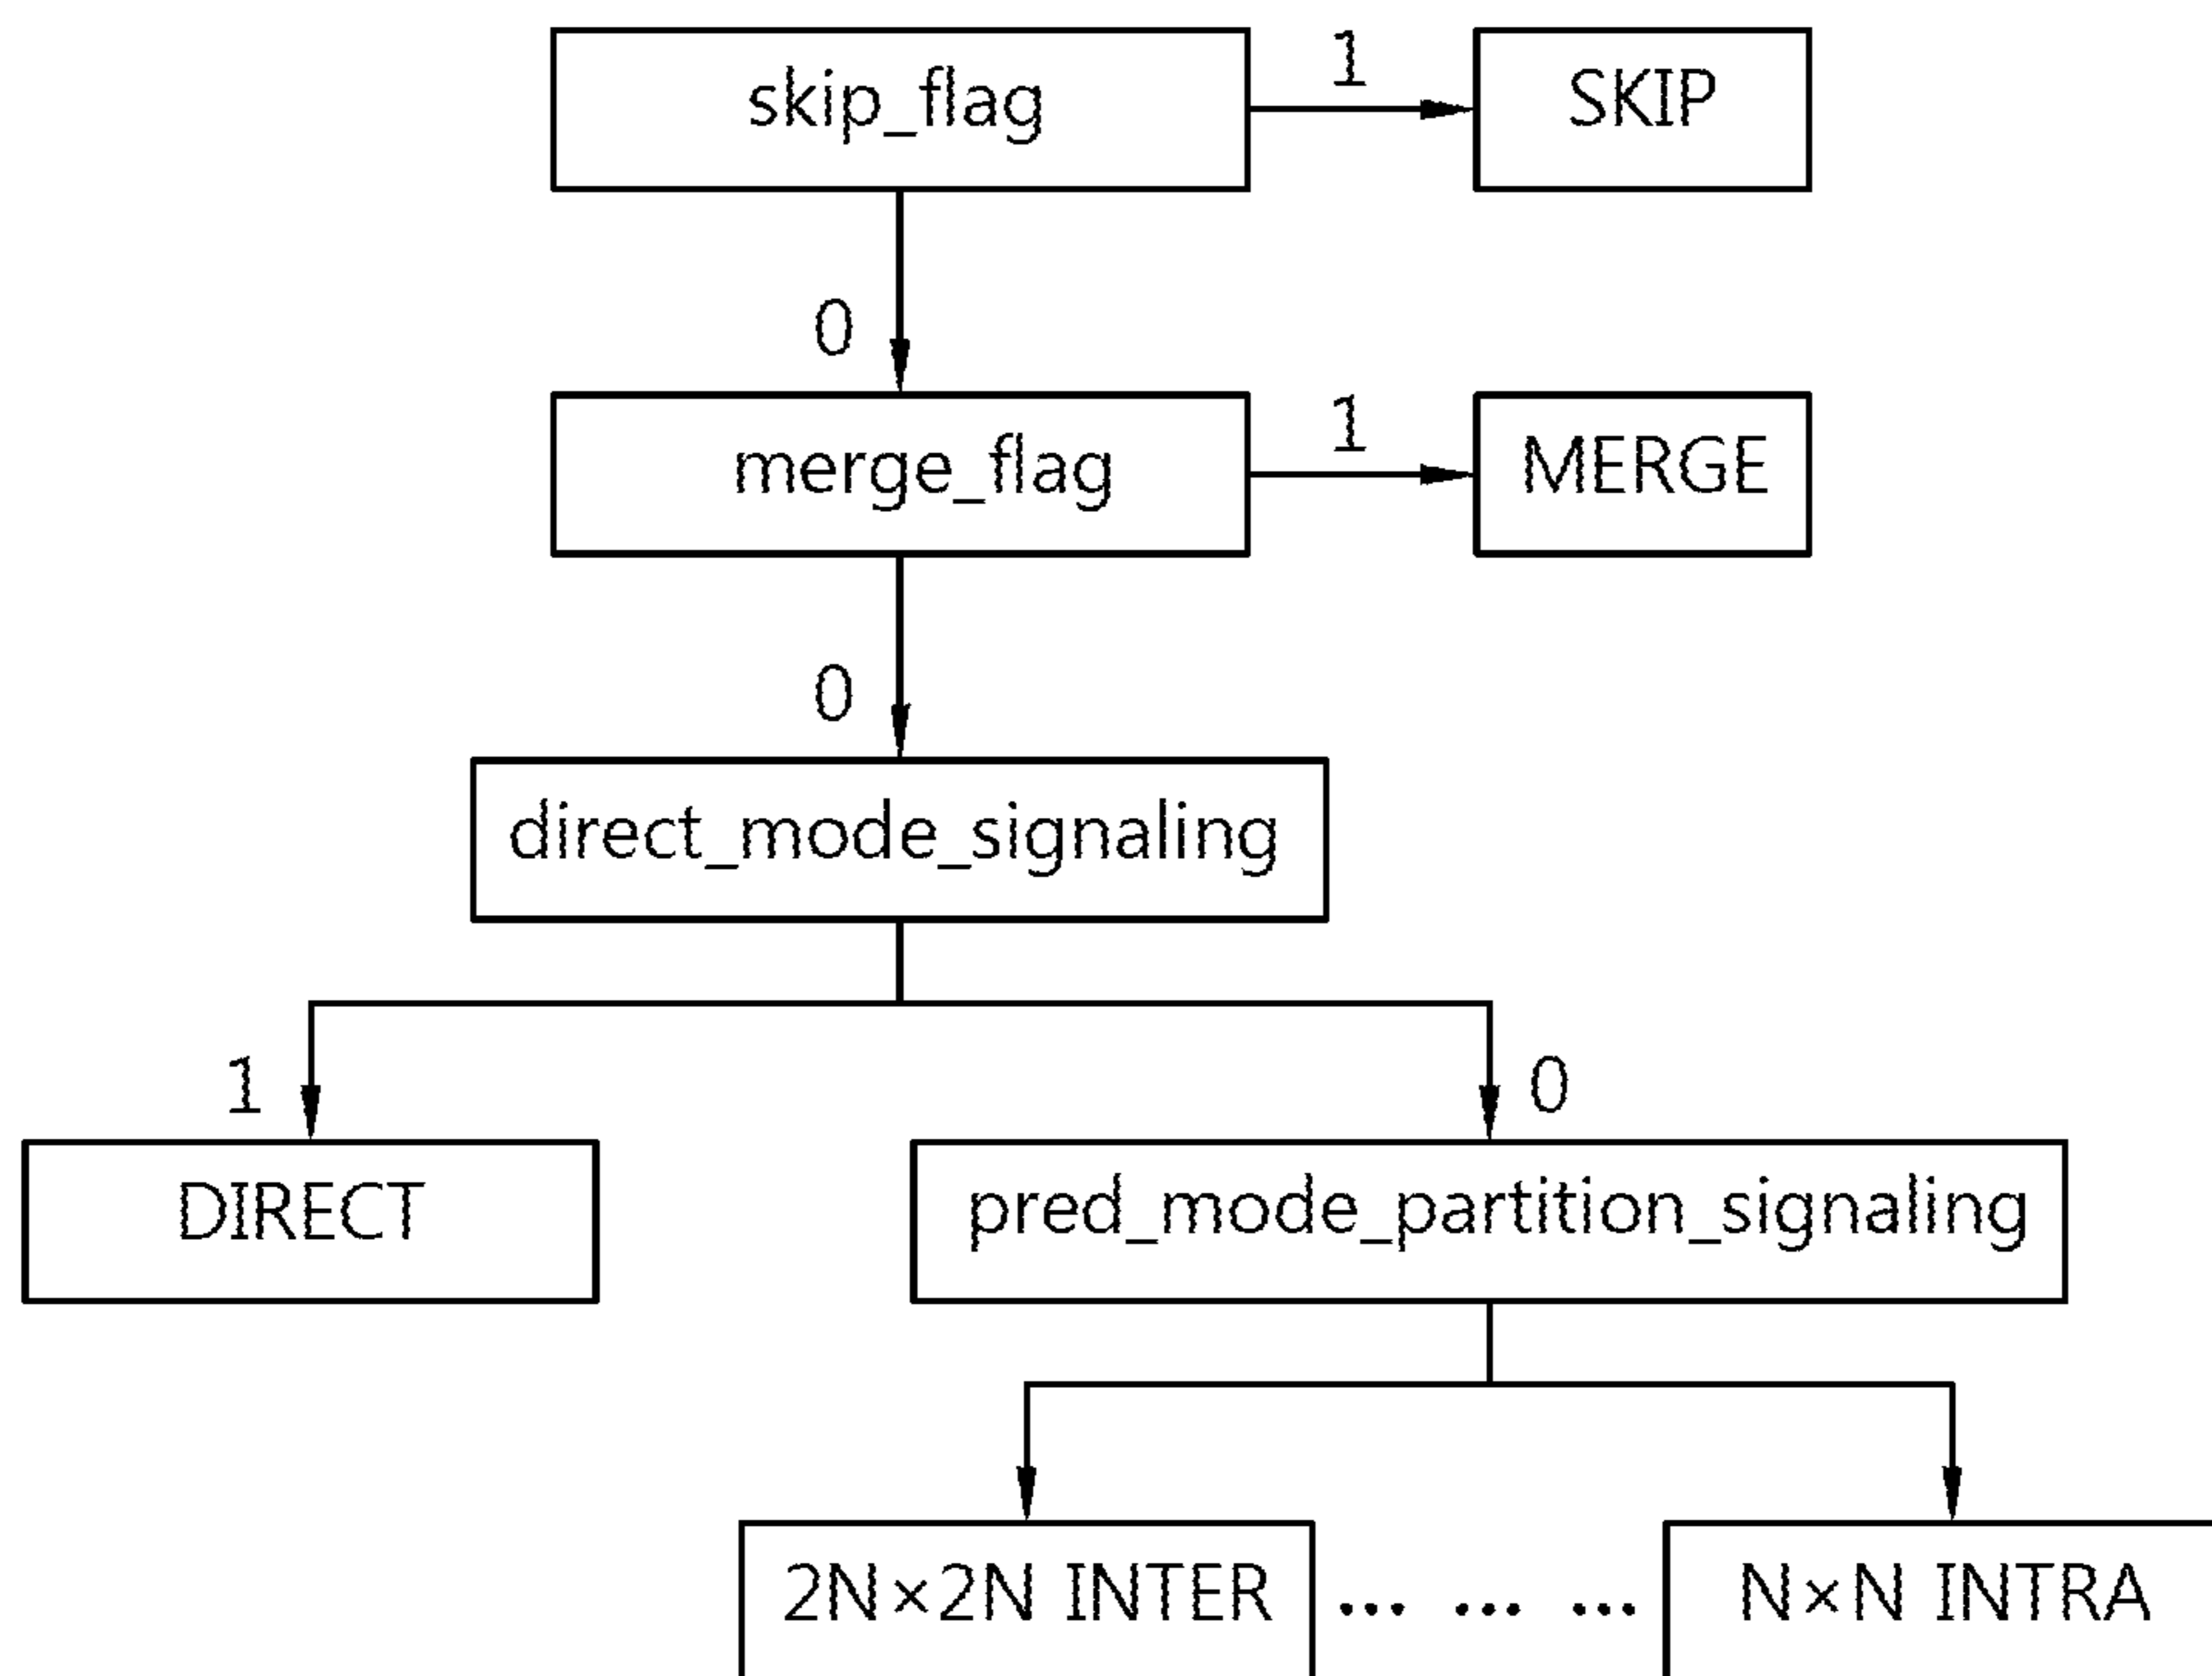 skip_flag 1 SKIP
0
merge_flag 1 MERGE
0
direct_mode_signaling
1 0
DIRECT pred_mode_partition_signaling
2N×2N INTER ... ... ... N×N INTRA